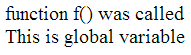 function f() was called
This is global variable